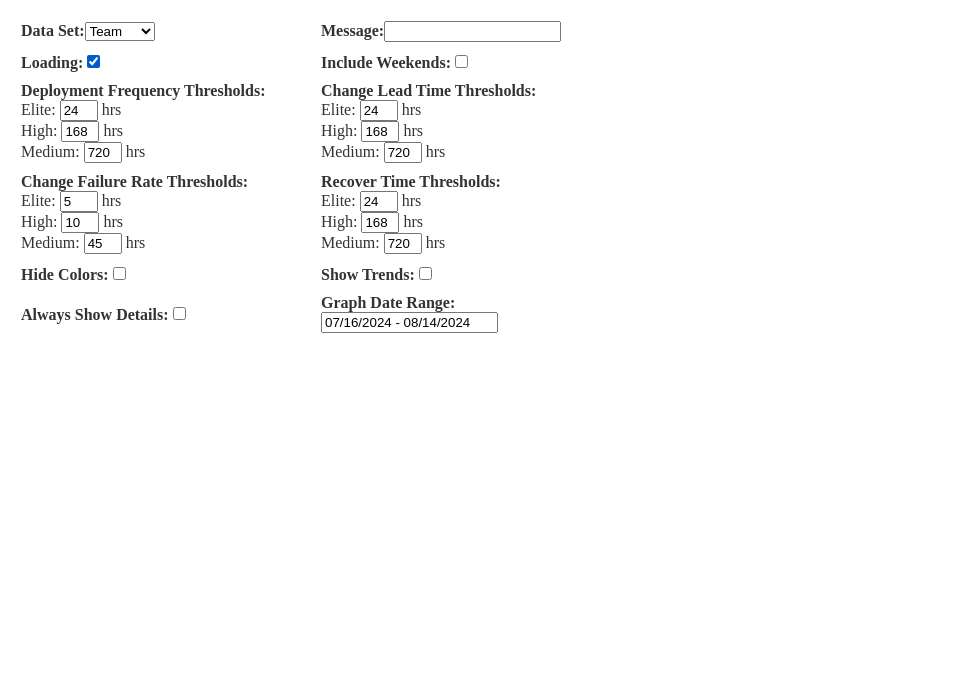 Data Set: Team Message:
Loading: Include Weekends:
Deployment Frequency Thresholds:
Elite: 24 hrs
High: 168 hrs
Medium: 720 hrs
Change Lead Time Thresholds:
Elite: 24 hrs
High: 168 hrs
Medium: 720 hrs
Change Failure Rate Thresholds:
Elite: 5 hrs
High: 10 hrs
Medium: 45 hrs
Recover Time Thresholds:
Elite: 24 hrs
High: 168 hrs
Medium: 720 hrs
Hide Colors: Show Trends:
Always Show Details:
Graph Date Range:
07/16/2024 - 08/14/2024